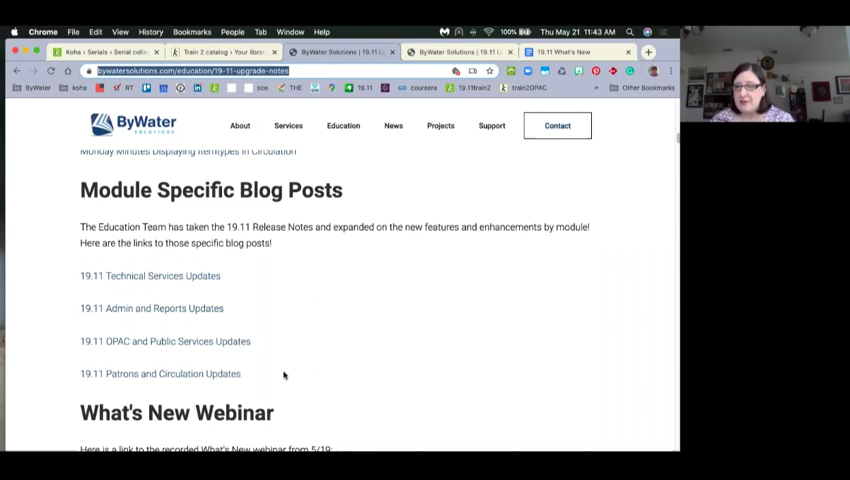 Chrome File Edit View History Bookmarks People Tab Window Help
100% Thu May 21 11:43 AM
Koha › Serials › Serial colle
Train 2 catalog › Your librar
ByWater Solutions | 19.11 U
ByWater Solutions | 19.11 U
19.11 What's New
bywatersolutions.com/education/19-11-upgrade-notes
ByWater koha RT sco THE 19.11 coursera 19.11train2 train2OPAC » Other Bookmarks
ByWater
SOLUTIONS
About Services Education News Projects Support Contact
Monday Minutes Displaying Itemtypes in Circulation
Module Specific Blog Posts
The Education Team has taken the 19.11 Release Notes and expanded on the new features and enhancements by module!
Here are the links to those specific blog posts!
19.11 Technical Services Updates
19.11 Admin and Reports Updates
19.11 OPAC and Public Services Updates
19.11 Patrons and Circulation Updates
What's New Webinar
Here is a link to the recorded What's New webinar from 5/19: